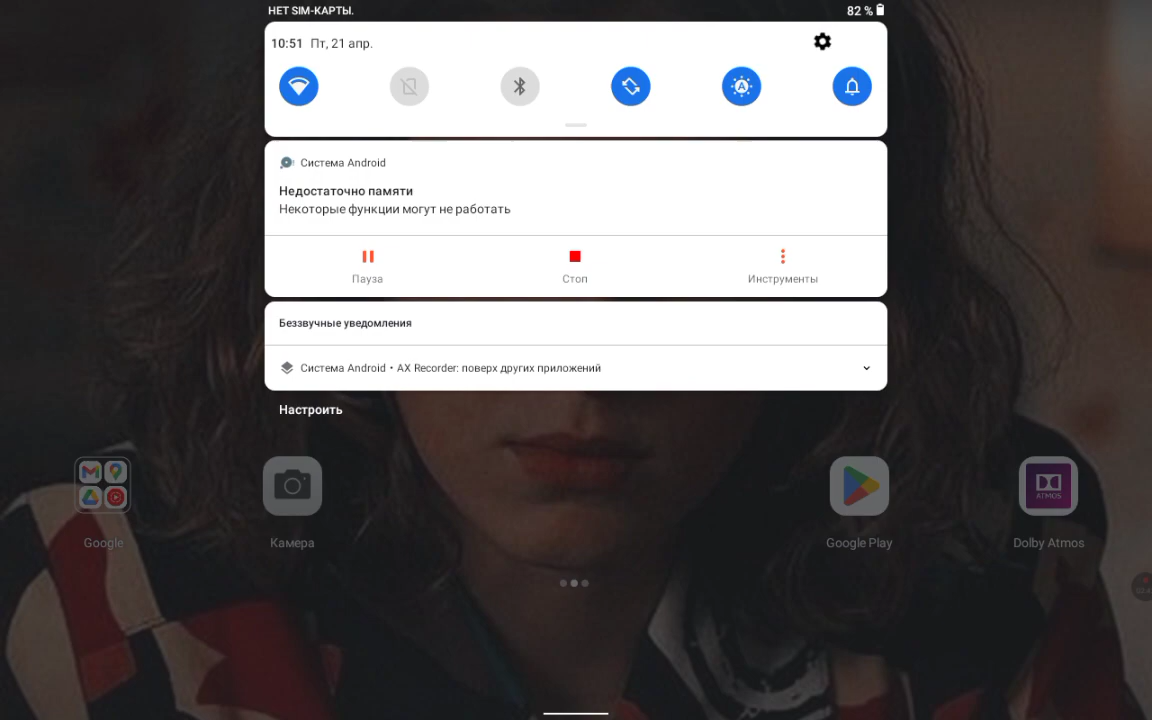 НЕТ SIM-КАРТЫ.
82 %
10:51 Пт, 21 апр.
Система Android
Недостаточно памяти
Некоторые функции могут не работать
Пауза
Стоп
Инструменты
Беззвучные уведомления
Система Android • AX Recorder: поверх других приложений
Настроить
ATMOS
Google
Камера
Google Play
Dolby Atmos